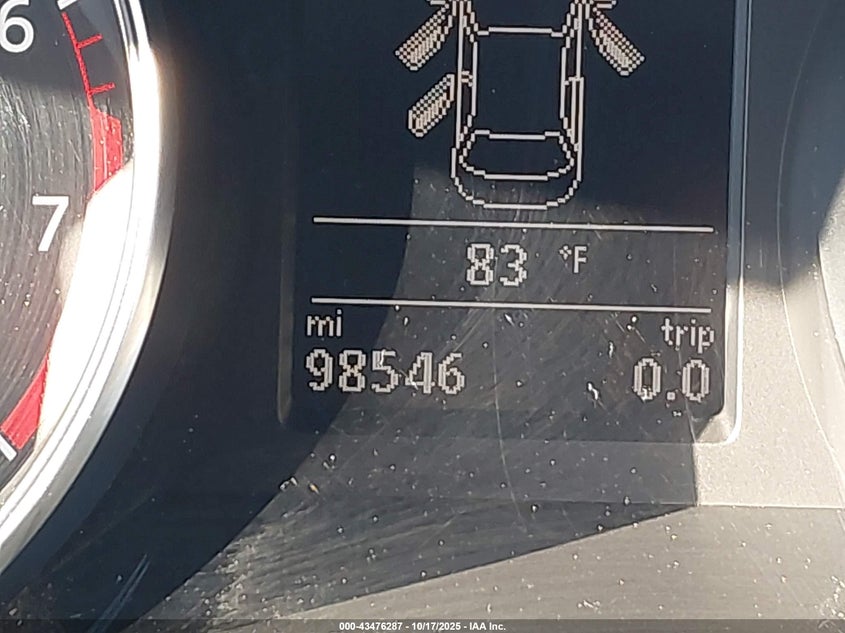 6
7
83 °F
mi trip
98546 0.0
000-43476287 - 10/17/2025 - IAA Inc.